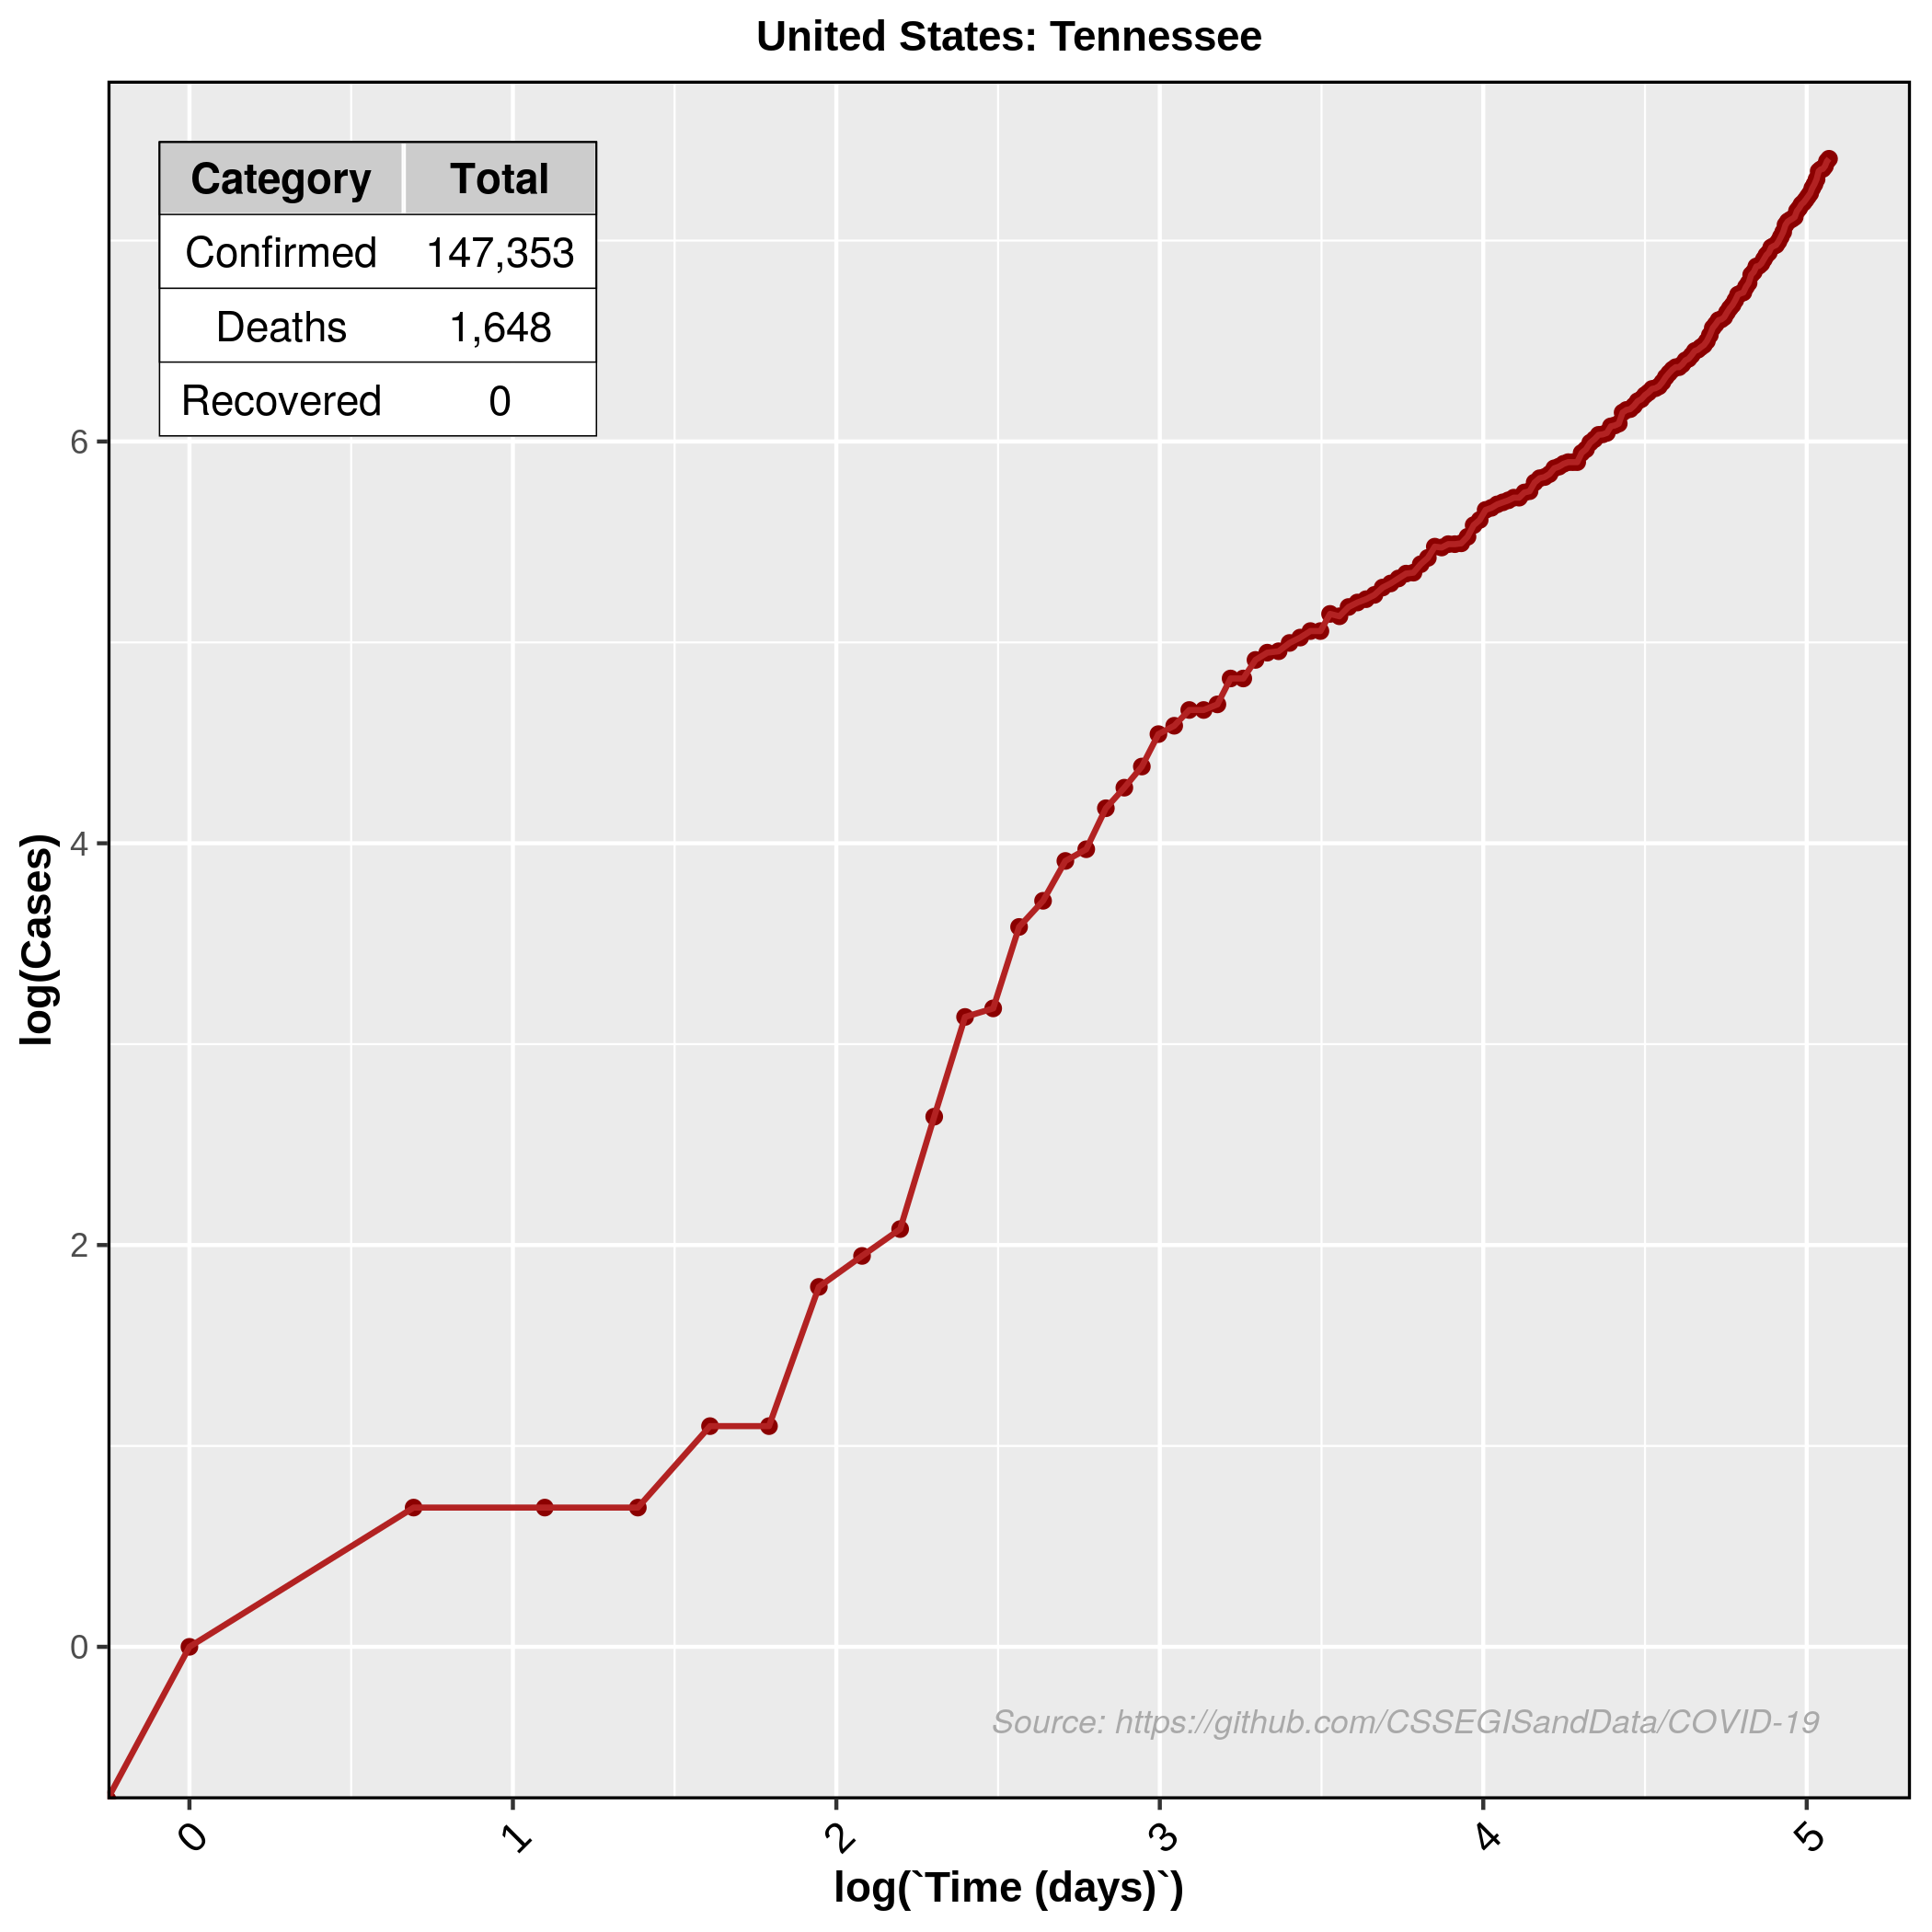 United States: Tennessee
Category Total
Confirmed 147,353
Deaths 1,648
Recovered 0
6
4
2
0
log(Cases)
Source: https://github.com/CSSEGISandData/COVID-19
0 1 2 3 4 5
log(`Time (days)`)